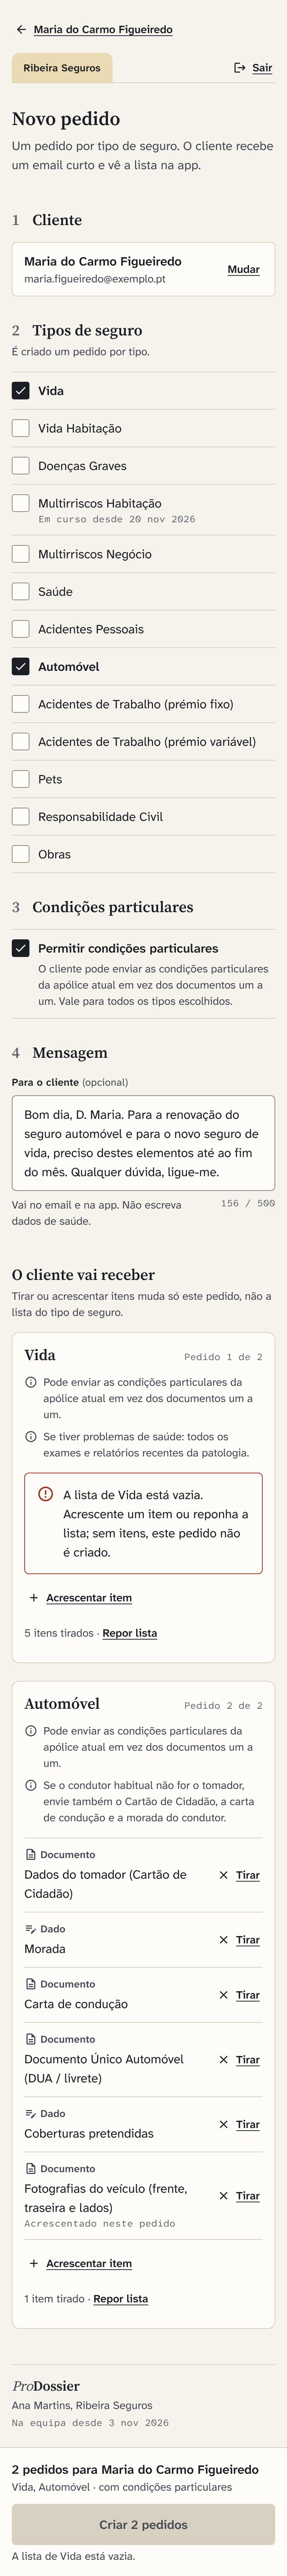 Maria do Carmo Figueiredo
Ribeira Seguros
Sair
Novo pedido
Um pedido por tipo de seguro. O cliente recebe
um email curto e vê a lista na app.
1 Cliente
Maria do Carmo Figueiredo
maria.figueiredo@exemplo.pt
Mudar
2 Tipos de seguro
É criado um pedido por tipo.
Vida
Vida Habitação
Doenças Graves
Multirriscos Habitação
Em curso desde 20 nov 2026
Multirriscos Negócio
Saúde
Acidentes Pessoais
Automóvel
Acidentes de Trabalho (prémio fixo)
Acidentes de Trabalho (prémio variável)
Pets
Responsabilidade Civil
Obras
3 Condições particulares
Permitir condições particulares
O cliente pode enviar as condições particulares
da apólice atual em vez dos documentos um a
um. Vale para todos os tipos escolhidos.
4 Mensagem
Para o cliente (opcional)
Bom dia, D. Maria. Para a renovação do
seguro automóvel e para o novo seguro de
vida, preciso destes elementos até ao fim
do mês. Qualquer dúvida, ligue-me.
Vai no email e na app. Não escreva
dados de saúde.
156 / 500
O cliente vai receber
Tirar ou acrescentar itens muda só este pedido, não a
lista do tipo de seguro.
Vida
Pedido 1 de 2
Pode enviar as condições particulares da
apólice atual em vez dos documentos um a
um.
Se tiver problemas de saúde: todos os
exames e relatórios recentes da patologia.
A lista de Vida está vazia.
Acrescente um item ou reponha a
lista; sem itens, este pedido não
é criado.
Acrescentar item
5 itens tirados · Repor lista
Automóvel
Pedido 2 de 2
Pode enviar as condições particulares da
apólice atual em vez dos documentos um a
um.
Se o condutor habitual não for o tomador,
envie também o Cartão de Cidadão, a carta
de condução e a morada do condutor.
Documento
Dados do tomador (Cartão de
Cidadão)
Tirar
Dado
Morada
Tirar
Documento
Carta de condução
Tirar
Documento
Documento Único Automóvel
(DUA / livrete)
Tirar
Dado
Coberturas pretendidas
Tirar
Documento
Fotografias do veículo (frente,
traseira e lados)
Acrescentado neste pedido
Tirar
Acrescentar item
1 item tirado · Repor lista
ProDossier
Ana Martins, Ribeira Seguros
Na equipa desde 3 nov 2026
2 pedidos para Maria do Carmo Figueiredo
Vida, Automóvel · com condições particulares
Criar 2 pedidos
A lista de Vida está vazia.